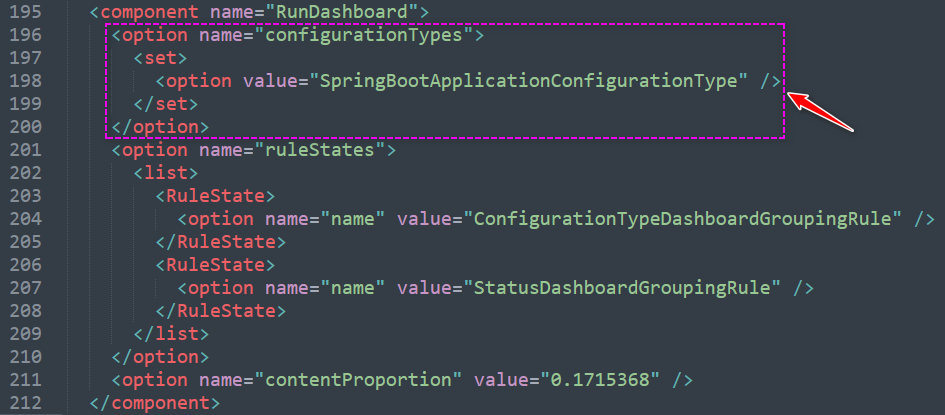 195 <component name="RunDashboard">
196 <option name="configurationTypes">
197 <set>
198 <option value="SpringBootApplicationConfigurationType" />
199 </set>
200 </option>
201 <option name="ruleStates">
202 <list>
203 <RuleState>
204 <option name="name" value="ConfigurationTypeDashboardGroupingRule" />
205 </RuleState>
206 <RuleState>
207 <option name="name" value="StatusDashboardGroupingRule" />
208 </RuleState>
209 </list>
210 </option>
211 <option name="contentProportion" value="0.1715368" />
212 </component>